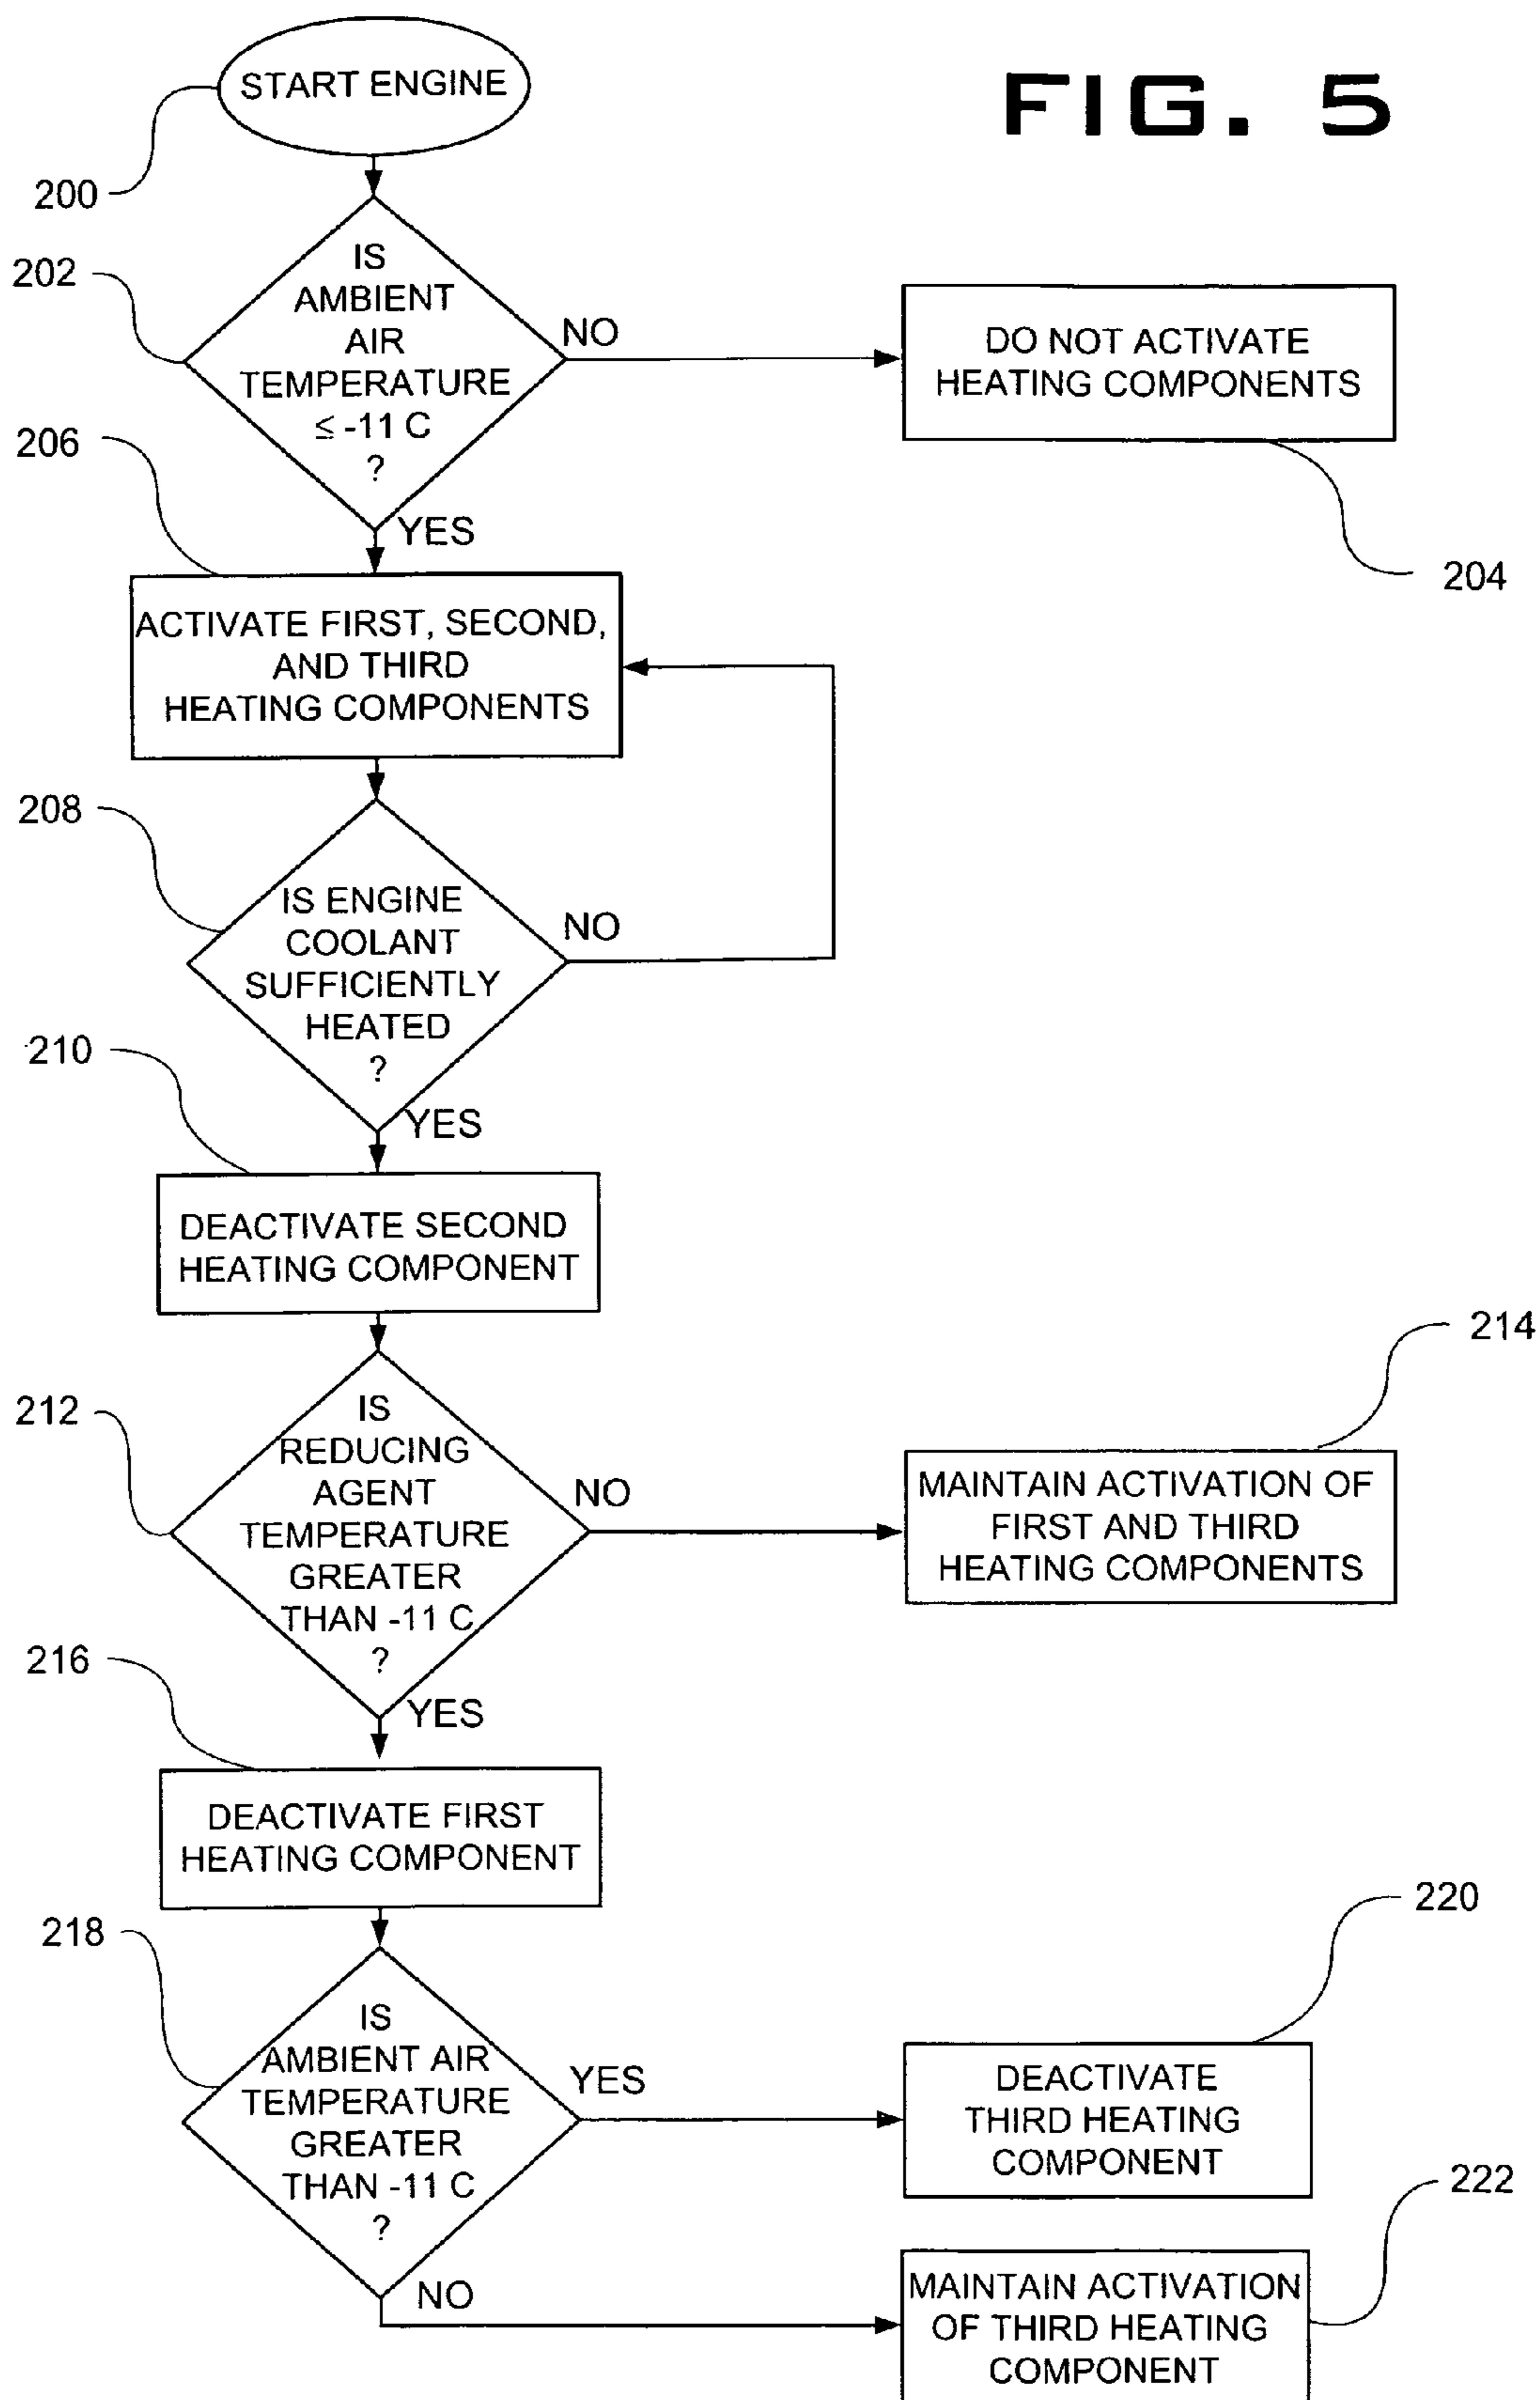 FIG. 5
START ENGINE
200
202
IS
AMBIENT
AIR
TEMPERATURE
≤ -11 C
?
NO
DO NOT ACTIVATE
HEATING COMPONENTS
204
YES
206
ACTIVATE FIRST, SECOND,
AND THIRD
HEATING COMPONENTS
208
IS ENGINE
COOLANT
SUFFICIENTLY
HEATED
?
NO
YES
210
DEACTIVATE SECOND
HEATING COMPONENT
212
IS
REDUCING
AGENT
TEMPERATURE
GREATER
THAN -11 C
?
NO
214
MAINTAIN ACTIVATION OF
FIRST AND THIRD
HEATING COMPONENTS
YES
216
DEACTIVATE FIRST
HEATING COMPONENT
218
IS
AMBIENT AIR
TEMPERATURE
GREATER
THAN -11 C
?
YES
220
DEACTIVATE
THIRD HEATING
COMPONENT
NO
222
MAINTAIN ACTIVATION
OF THIRD HEATING
COMPONENT